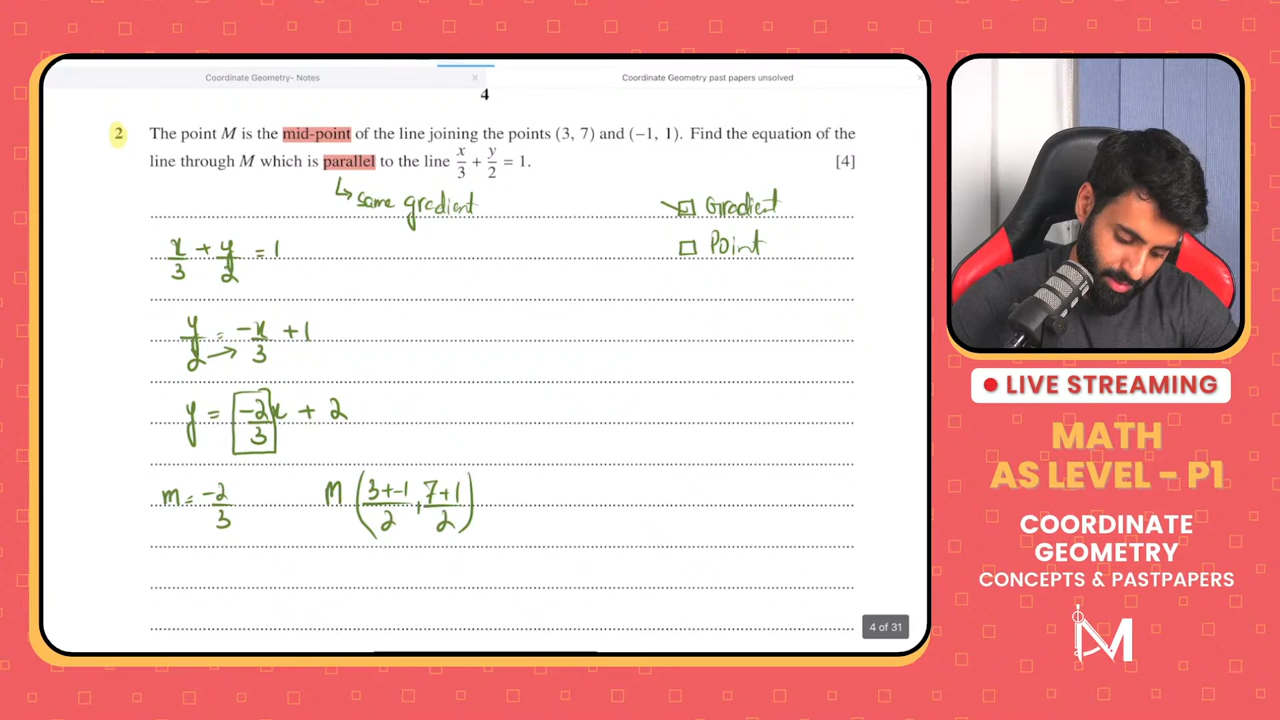 Coordinate Geometry- Notes
×
Coordinate Geometry past papers unsolved
×
4
2 The point M is the mid-point of the line joining the points (3, 7) and (−1, 1). Find the equation of the
line through M which is parallel to the line x/3 + y/2 = 1. [4]
↳ same gradient
Gradient
Point
x/3 + y/2 = 1
y/2 = -x/3 + 1
y = -2/3 x + 2
m = -2/3
M (3+-1/2 , 7+1/2)
4 of 31
LIVE STREAMING
MATH
AS LEVEL - P1
COORDINATE
GEOMETRY
CONCEPTS & PASTPAPERS
M